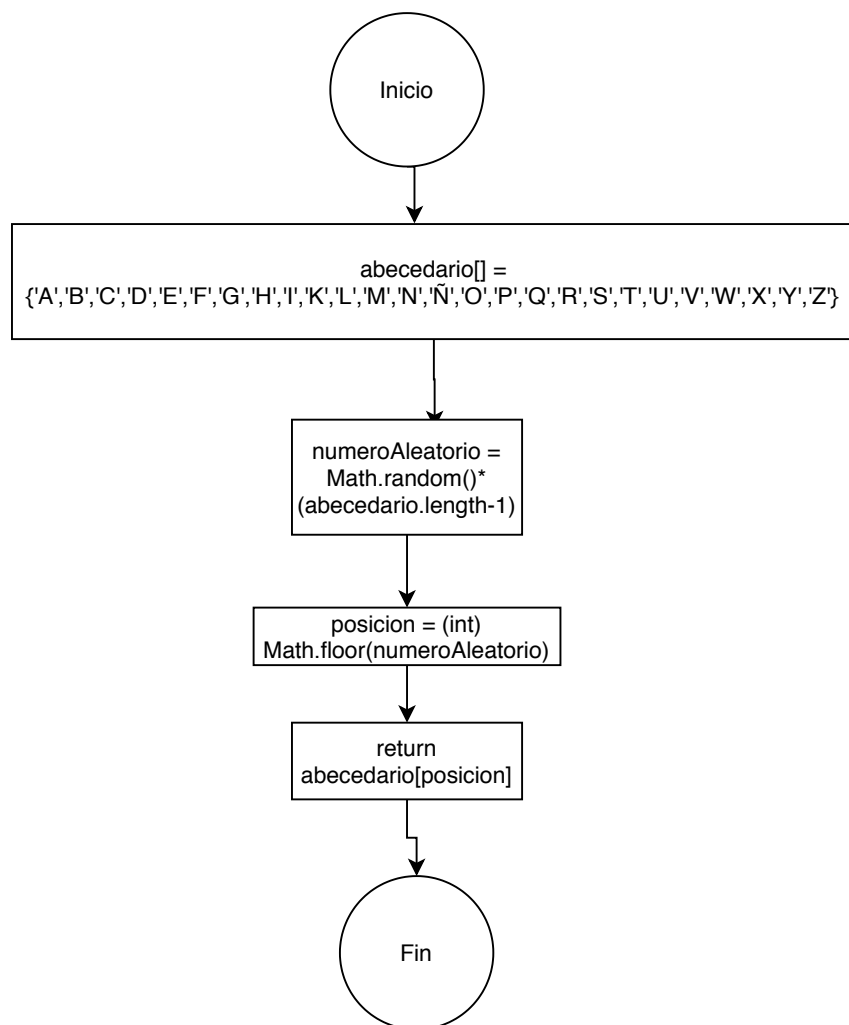 Inicio
abecedario[] =
{'A','B','C','D','E','F','G','H','I','K','L','M','N','Ñ','O','P','Q','R','S','T','U','V','W','X','Y','Z'}
numeroAleatorio =
Math.random()*
(abecedario.length-1)
posicion = (int)
Math.floor(numeroAleatorio)
return
abecedario[posicion]
Fin